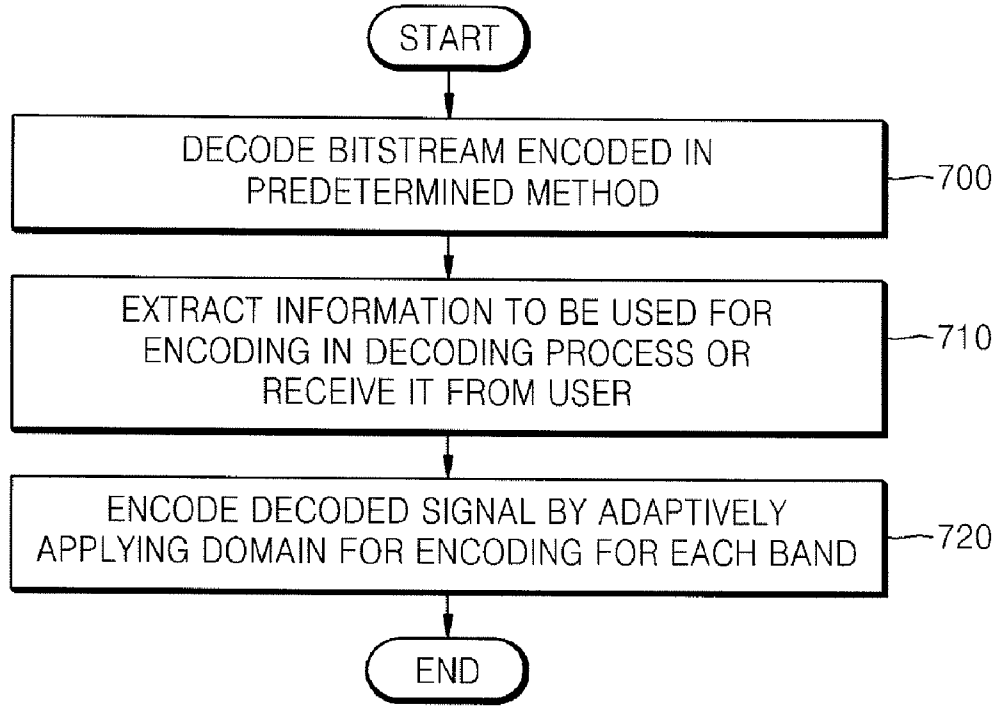 START
DECODE BITSTREAM ENCODED IN
PREDETERMINED METHOD
700
EXTRACT INFORMATION TO BE USED FOR
ENCODING IN DECODING PROCESS OR
RECEIVE IT FROM USER
710
ENCODE DECODED SIGNAL BY ADAPTIVELY
APPLYING DOMAIN FOR ENCODING FOR EACH BAND
720
END